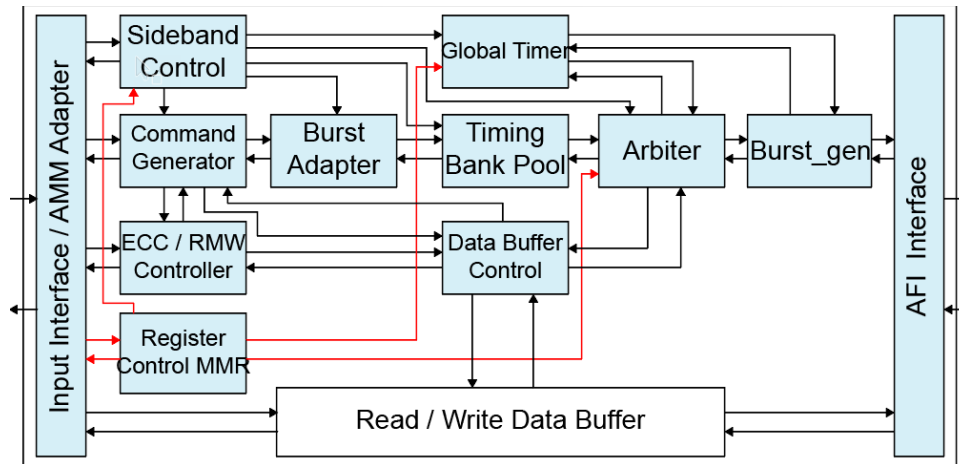 Input Interface / AMM Adapter
Sideband
Control
Global Timer
Command
Generator
Burst
Adapter
Timing
Bank Pool
Arbiter
Burst_gen
ECC / RMW
Controller
Data Buffer
Control
Register
Control MMR
Read / Write Data Buffer
AFI Interface